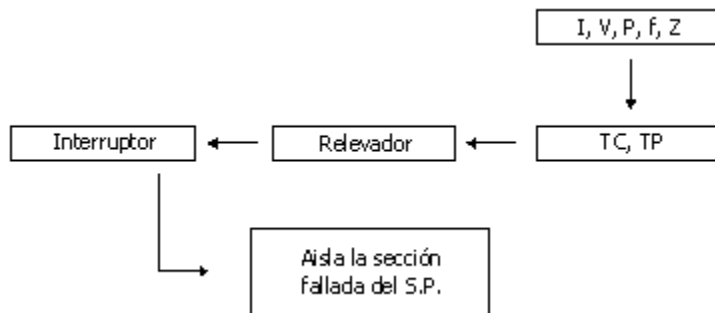 I, V, P, f, Z
Interruptor
Relevador
TC, TP
Aisla la sección
fallada del S.P.